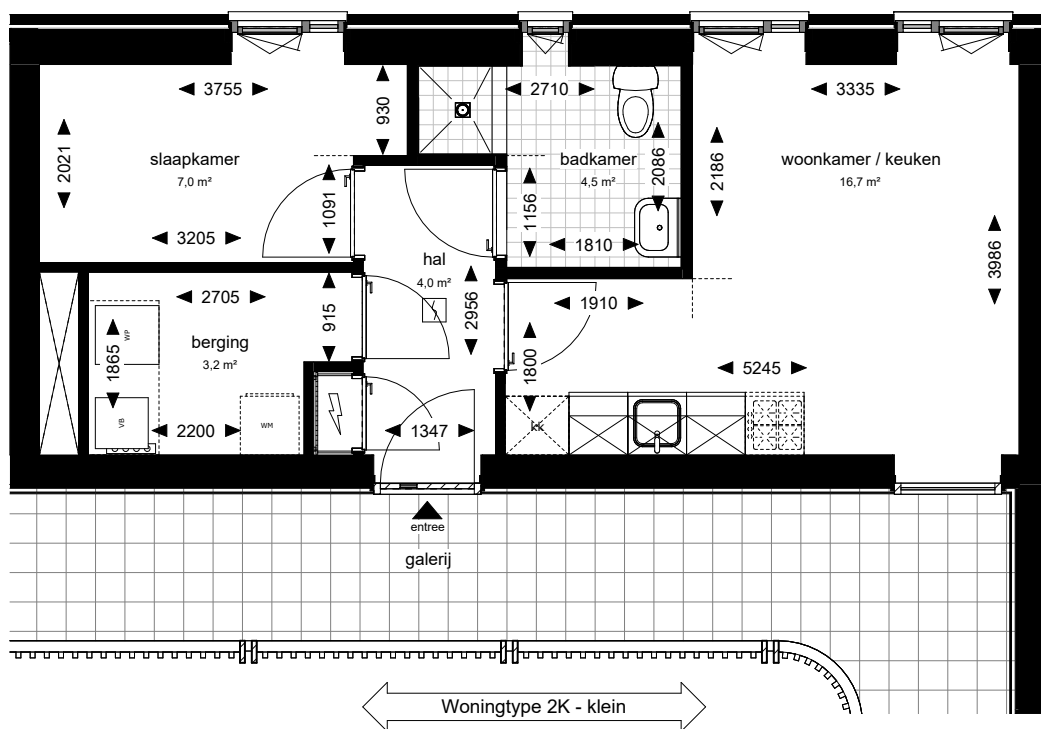 3755
930
2710
3335
2021
slaapkamer
7,0 m²
badkamer
4,5 m²
2086
2186
woonkamer / keuken
16,7 m²
1091
1156
3205
1810
hal
4,0 m²
3986
2705
915
2956
1910
WP
1865
berging
3,2 m²
1800
5245
VB
2200
WM
1347
kk
entree
galerij
Woningtype 2K - klein